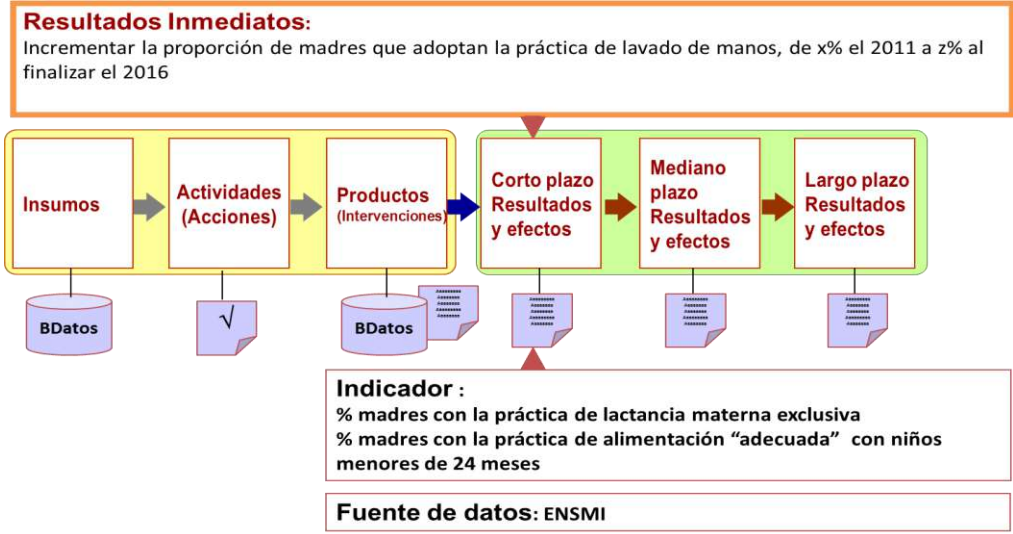 Resultados Inmediatos:
Incrementar la proporción de madres que adoptan la práctica de lavado de manos, de x% el 2011 a z% al
finalizar el 2016
Insumos
Actividades
(Acciones)
Productos
(Intervenciones)
Corto plazo
Resultados
y efectos
Mediano
plazo
Resultados
y efectos
Largo plazo
Resultados
y efectos
BDatos
√
BDatos
Indicador :
% madres con la práctica de lactancia materna exclusiva
% madres con la práctica de alimentación “adecuada” con niños
menores de 24 meses
Fuente de datos: ENSMI